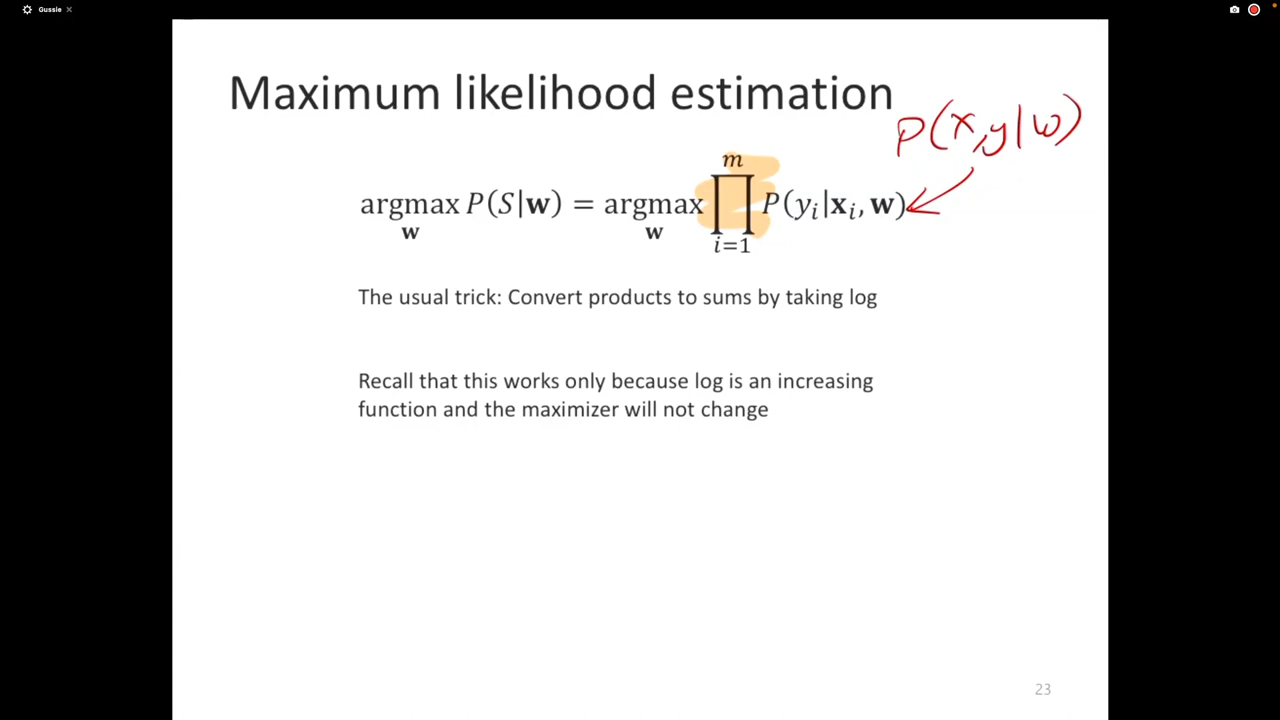 Gussie
Maximum likelihood estimation
P(x,y|w)
argmax P(S|w) = argmax ∏ P(yᵢ|xᵢ, w)
w w i=1 m
The usual trick: Convert products to sums by taking log
Recall that this works only because log is an increasing
function and the maximizer will not change
23